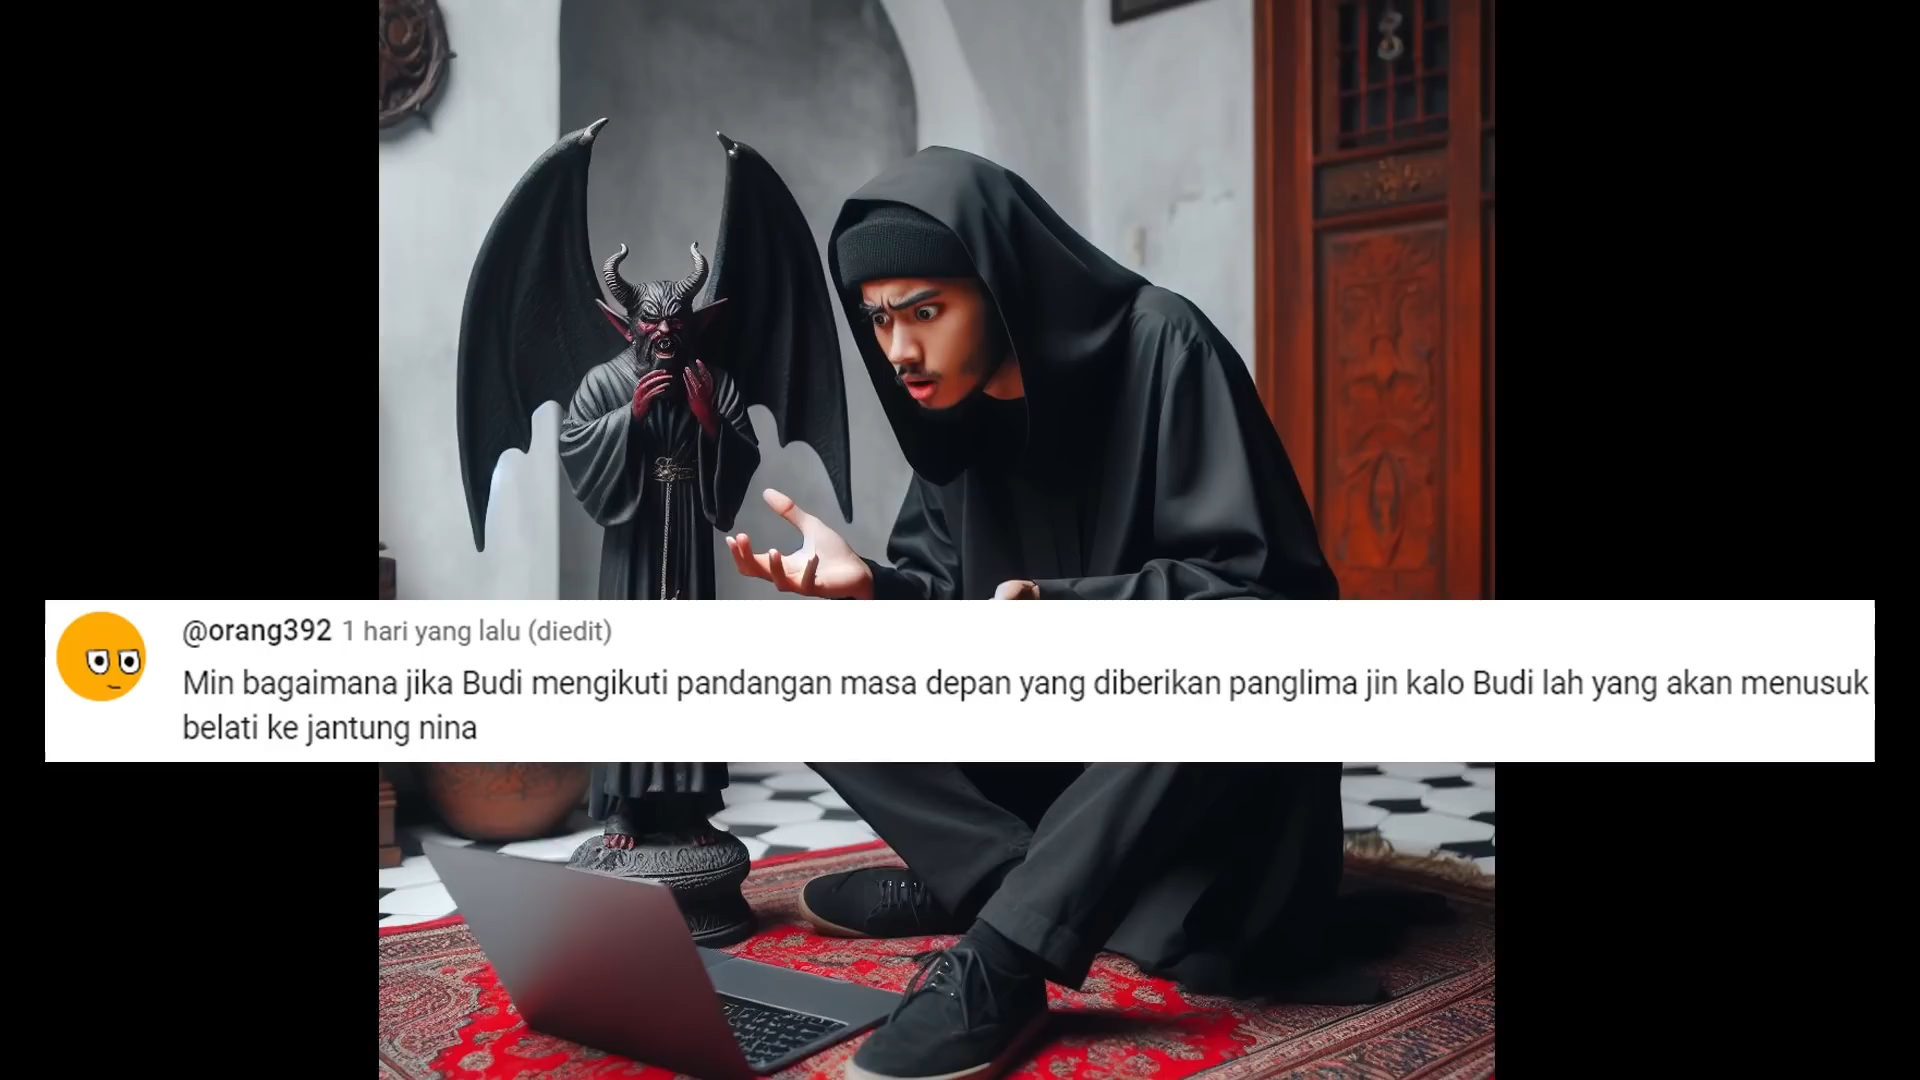 @orang392 1 hari yang lalu (diedit)
Min bagaimana jika Budi mengikuti pandangan masa depan yang diberikan panglima jin kalo Budi lah yang akan menusuk
belati ke jantung nina